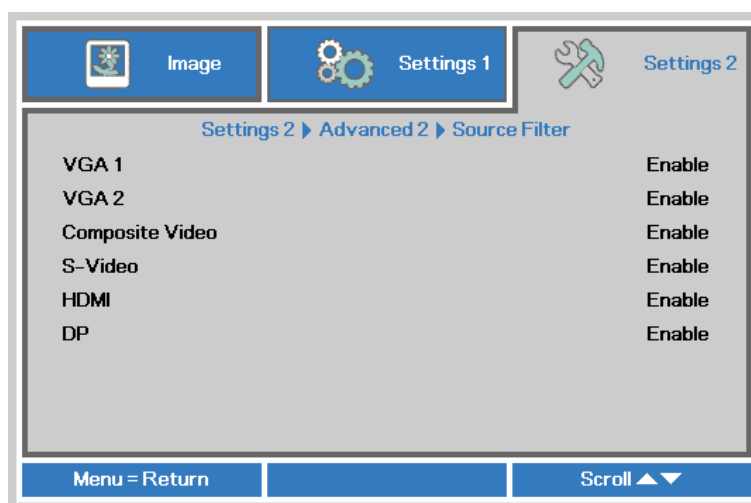 Image Settings 1 Settings 2
Settings 2 ▶ Advanced 2 ▶ Source Filter
VGA 1 Enable
VGA 2 Enable
Composite Video Enable
S-Video Enable
HDMI Enable
DP Enable
Menu = Return Scroll ▲▼